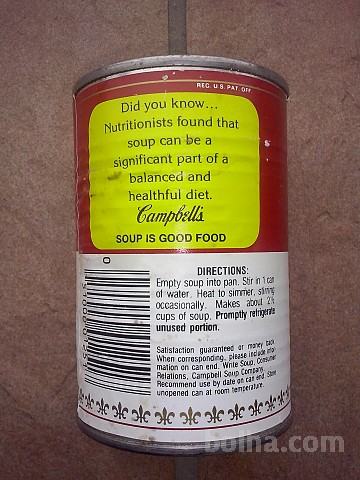 REG. U.S. PAT. OFF
Did you know...
Nutritionists found that
soup can be a
significant part of a
balanced and
healthful diet.
Campbell's
SOUP IS GOOD FOOD
0
DIRECTIONS:
Empty soup into pan. Stir in 1 can
of water. Heat to simmer, stirring
occasionally. Makes about 2½
cups of soup. Promptly refrigerate
unused portion.
Satisfaction guaranteed or money back.
When corresponding, please include infor-
mation on can end. Write Soup, Consumer
Relations, Campbell Soup Company.
Recommend use by date on can end. Store
unopened can at room temperature.
bolha.com